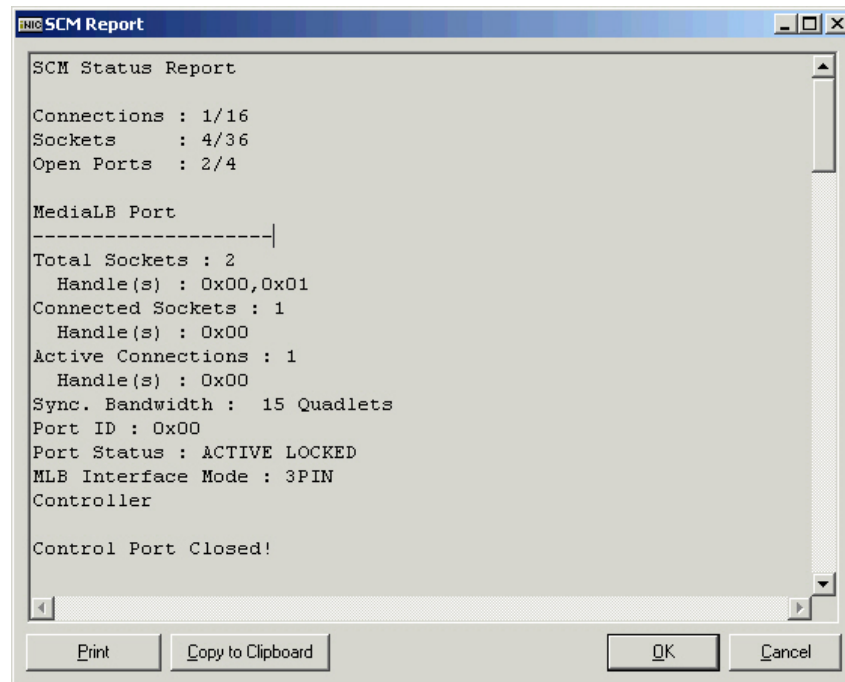 INIC SCM Report
SCM Status Report
Connections : 1/16
Sockets     : 4/36
Open Ports  : 2/4
MediaLB Port
--------------------
Total Sockets : 2
  Handle(s) : 0x00,0x01
Connected Sockets : 1
  Handle(s) : 0x00
Active Connections : 1
  Handle(s) : 0x00
Sync. Bandwidth :  15 Quadlets
Port ID : 0x00
Port Status : ACTIVE LOCKED
MLB Interface Mode : 3PIN
Controller
Control Port Closed!
Print Copy to Clipboard OK Cancel